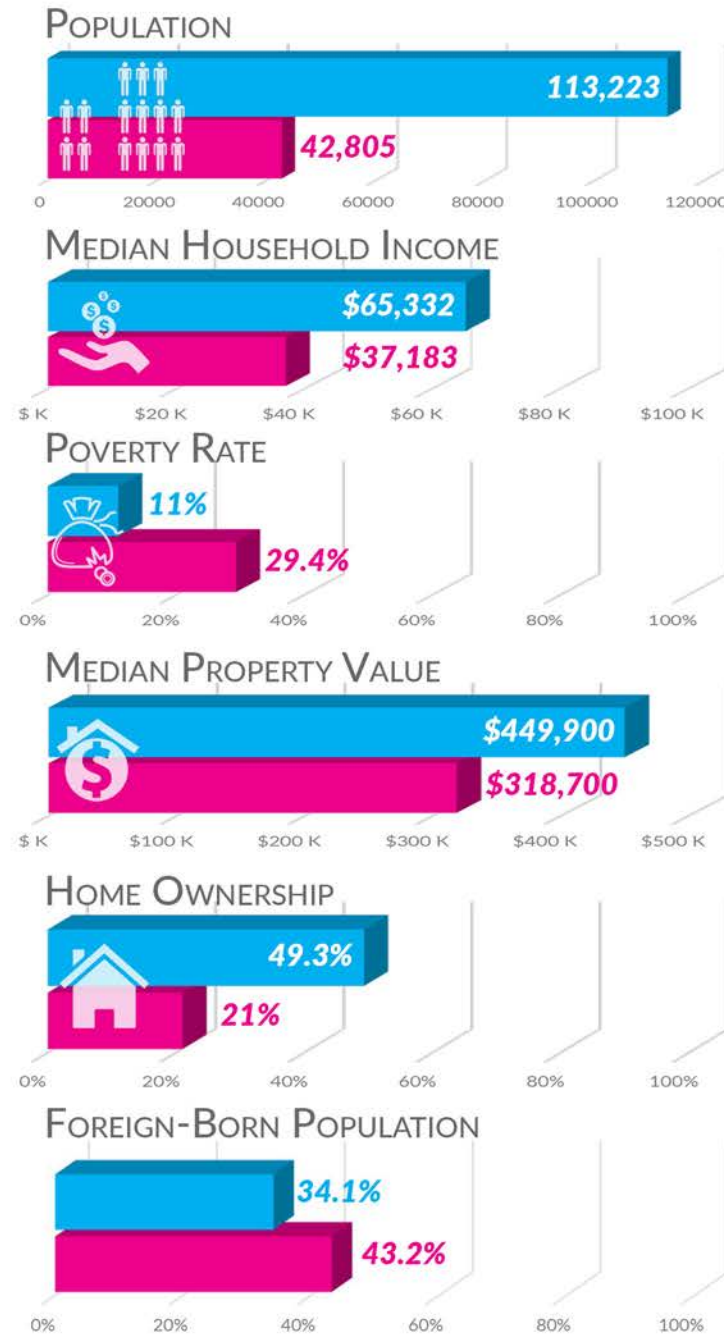 Population
113,223
42,805
0 20000 40000 60000 80000 100000 120000
Median Household Income
$65,332
$37,183
$ K $20 K $40 K $60 K $80 K $100 K
Poverty Rate
11%
29.4%
0% 20% 40% 60% 80% 100%
Median Property Value
$449,900
$318,700
$ K $100 K $200 K $300 K $400 K $500 K
Home Ownership
49.3%
21%
0% 20% 40% 60% 80% 100%
Foreign-Born Population
34.1%
43.2%
0% 20% 40% 60% 80% 100%